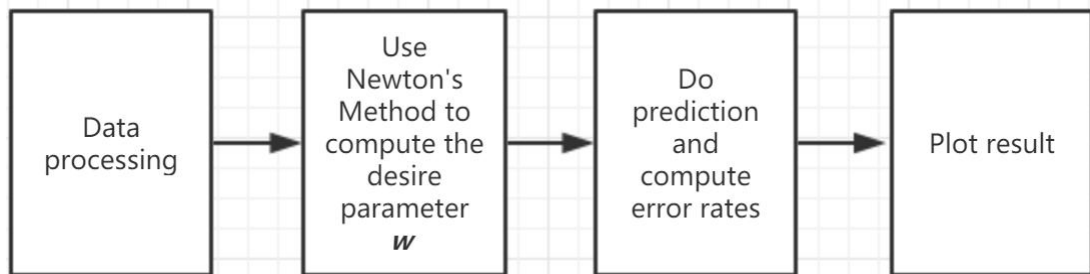 Data
processing
Use
Newton's
Method to
compute the
desire
parameter
w
Do
prediction
and
compute
error rates
Plot result